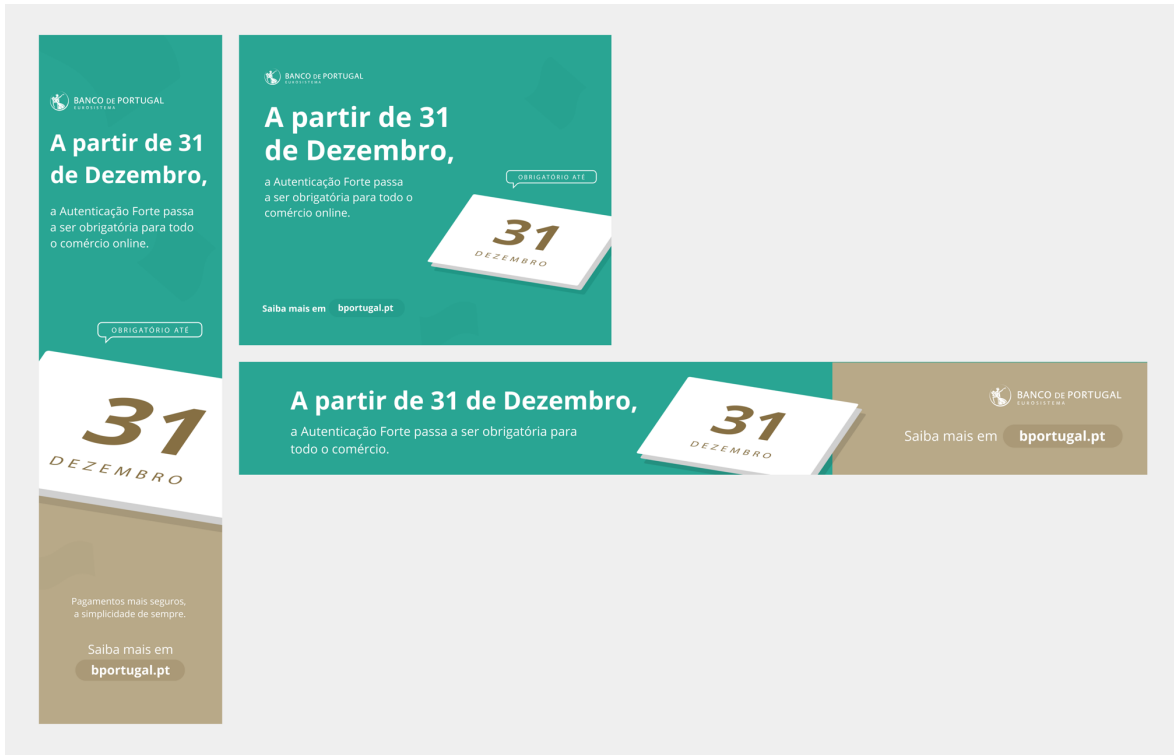 BANCO DE PORTUGAL
EUROSISTEMA
A partir de 31
de Dezembro,
a Autenticação Forte passa
a ser obrigatória para todo
o comércio online.
OBRIGATÓRIO ATÉ
31
DEZEMBRO
Pagamentos mais seguros,
a simplicidade de sempre.
Saiba mais em
bportugal.pt
BANCO DE PORTUGAL
EUROSISTEMA
A partir de 31
de Dezembro,
a Autenticação Forte passa
a ser obrigatória para todo o
comércio online.
OBRIGATÓRIO ATÉ
31
DEZEMBRO
Saiba mais em bportugal.pt
A partir de 31 de Dezembro,
a Autenticação Forte passa a ser obrigatória para
todo o comércio.
31
DEZEMBRO
BANCO DE PORTUGAL
EUROSISTEMA
Saiba mais em bportugal.pt